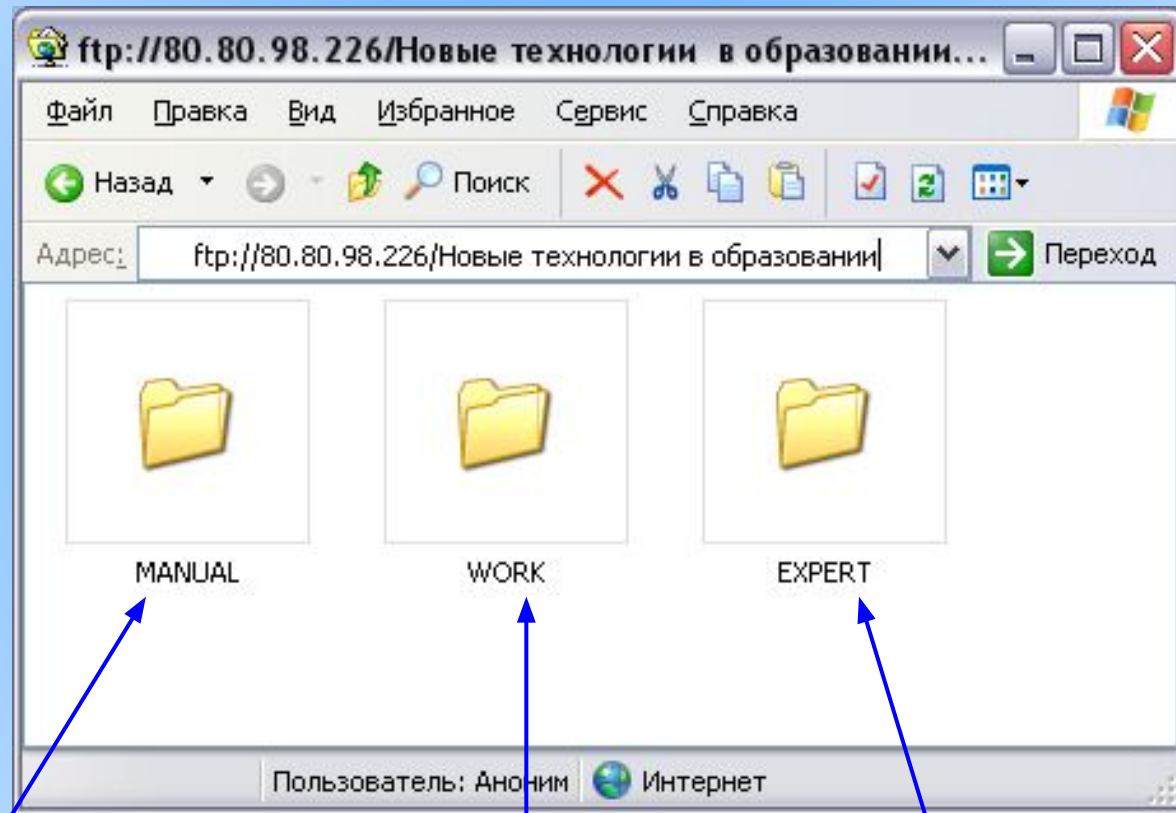 ftp://80.80.98.226/Новые технологии в образовании...
Файл Правка Вид Избранное Сервис Справка
Назад Поиск
Адрес: ftp://80.80.98.226/Новые технологии в образовании Переход
MANUAL WORK EXPERT
Пользователь: Аноним Интернет